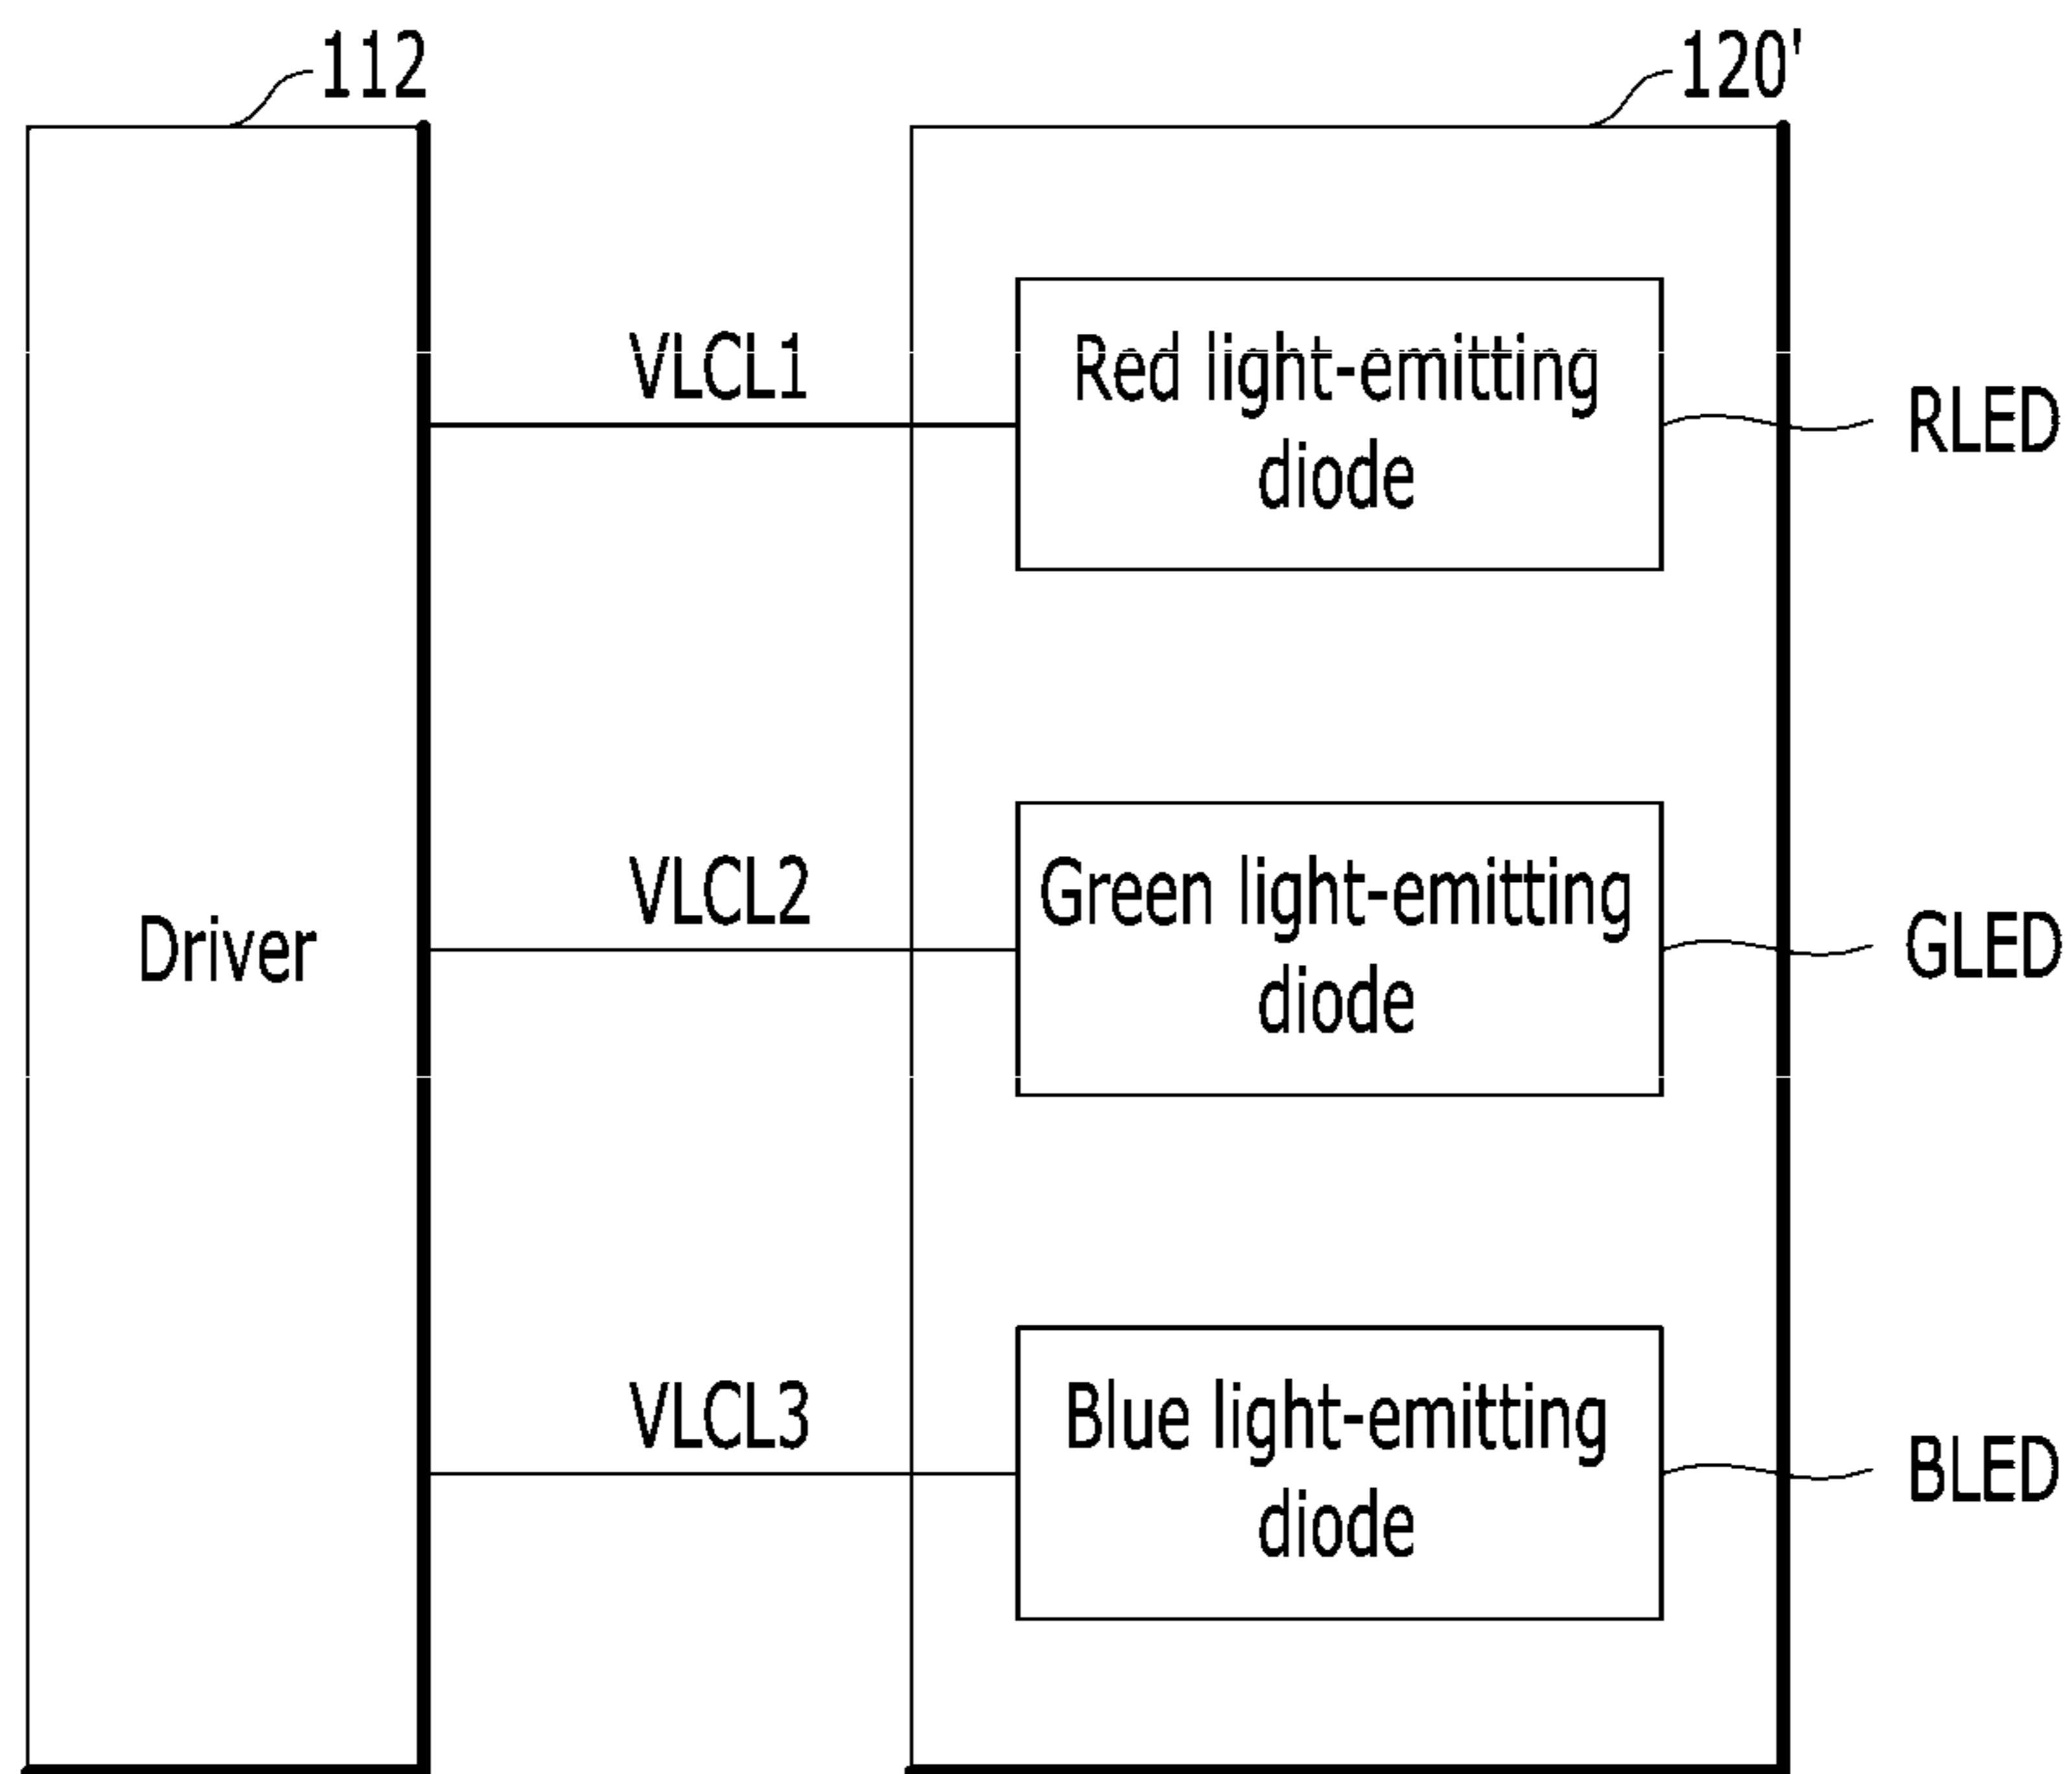 112
120'
VLCL1
Red light-emitting
diode
RLED
Driver
VLCL2
Green light-emitting
diode
GLED
VLCL3
Blue light-emitting
diode
BLED